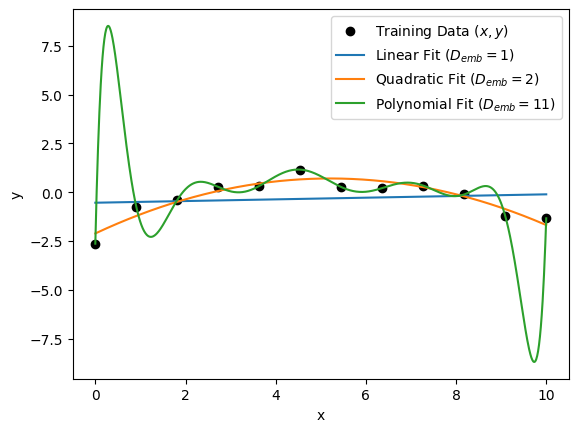 Training Data (x, y)
Linear Fit (D_emb = 1)
Quadratic Fit (D_emb = 2)
Polynomial Fit (D_emb = 11)
7.5
5.0
2.5
0.0
−2.5
−5.0
−7.5
y
0 2 4 6 8 10
x